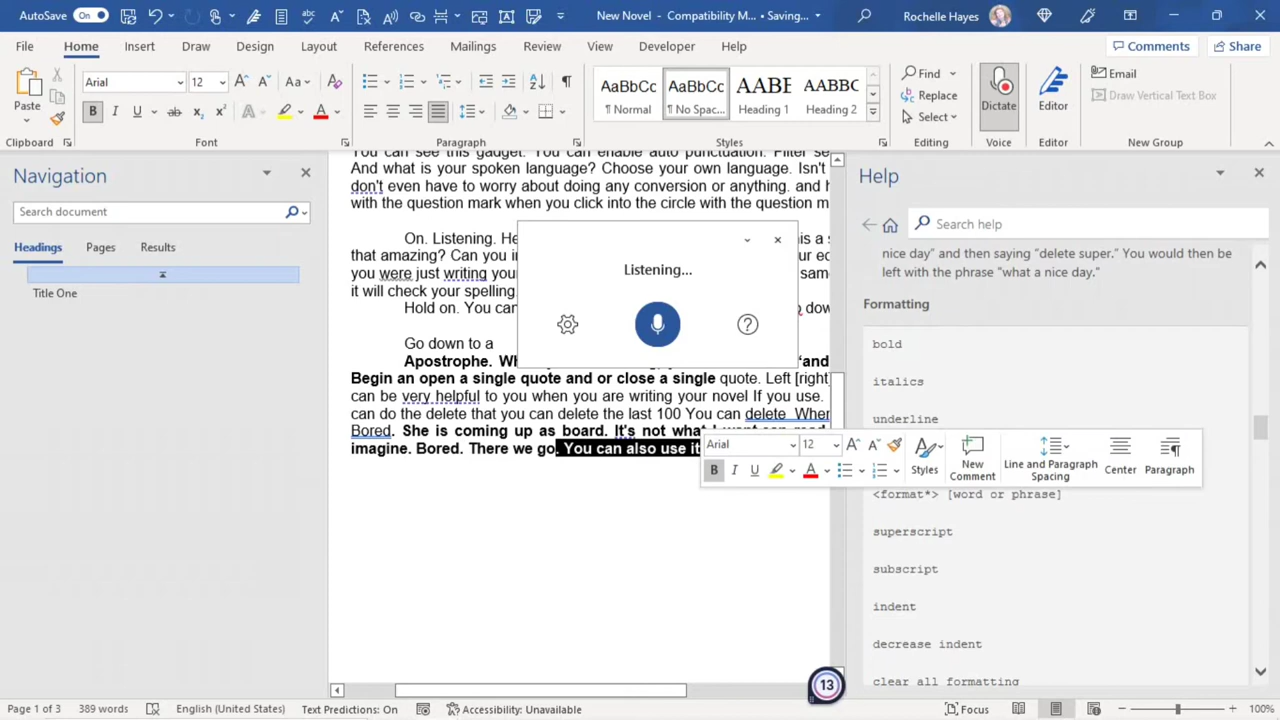 AutoSave On New Novel - Compatibility M... - Saving... Rochelle Hayes
File Home Insert Draw Design Layout References Mailings Review View Developer Help Comments Share
Paste
Arial 12
AaBbCc
¶ Normal
AaBbCc
¶ No Spac...
AABE
Heading 1
AABBC
Heading 2
Find
Replace
Select
Dictate
Editor
Email
Draw Vertical Text Box
Clipboard Font Paragraph Styles Editing Voice Editor New Group
Navigation
Search document
Headings Pages Results
Title One
You can see this gadget. You can enable auto punctuation. Filter se
And what is your spoken language? Choose your own language. Isn't
don't even have to worry about doing any conversion or anything. and h
with the question mark when you click into the circle with the question m
On. Listening. He his is a s
that amazing? Can you i ur ec
you were just writing you same
it will check your spelling
Hold on. You can dow
Go down to a
Apostrophe. Wh 'and
Begin an open a single quote and or close a single quote. Left [right]
can be very helpful to you when you are writing your novel If you use.
can do the delete that you can delete the last 100 You can delete When
Bored. She is coming up as board. It's not what I want can read
imagine. Bored. There we go. You can also use it
Listening...
Arial 12
Styles
New Comment
Line and Paragraph Spacing
Center
Paragraph
Help
Search help
nice day" and then saying "delete super." You would then be
left with the phrase "what a nice day."
Formatting
bold
italics
underline
<format*> [word or phrase]
superscript
subscript
indent
decrease indent
clear all formatting
13
Page 1 of 3 389 words English (United States) Text Predictions: On Accessibility: Unavailable Focus 100%